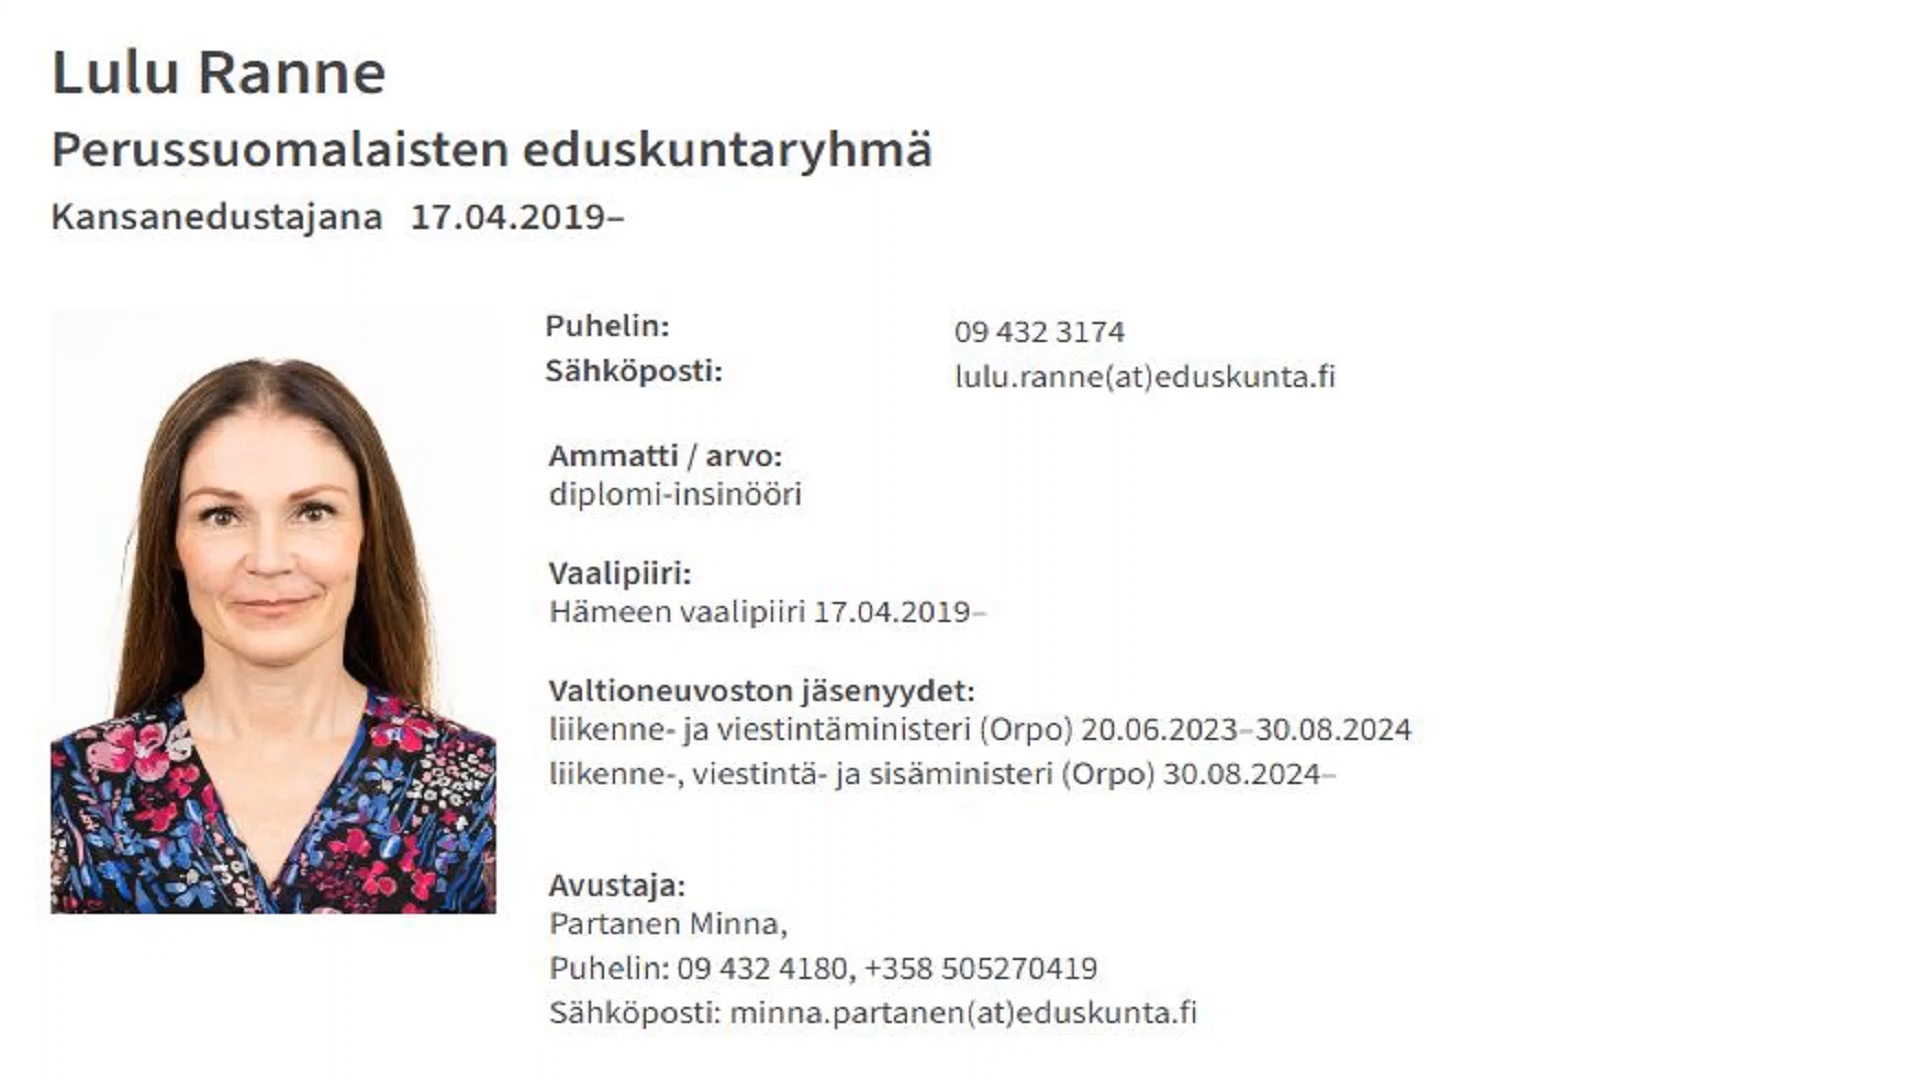 Lulu Ranne
Perussuomalaisten eduskuntaryhmä
Kansanedustajana 17.04.2019–
Puhelin: 09 432 3174
Sähköposti: lulu.ranne(at)eduskunta.fi
Ammatti / arvo:
diplomi-insinööri
Vaalipiiri:
Hämeen vaalipiiri 17.04.2019–
Valtioneuvoston jäsenyydet:
liikenne- ja viestintäministeri (Orpo) 20.06.2023–30.08.2024
liikenne-, viestintä- ja sisäministeri (Orpo) 30.08.2024–
Avustaja:
Partanen Minna,
Puhelin: 09 432 4180, +358 505270419
Sähköposti: minna.partanen(at)eduskunta.fi